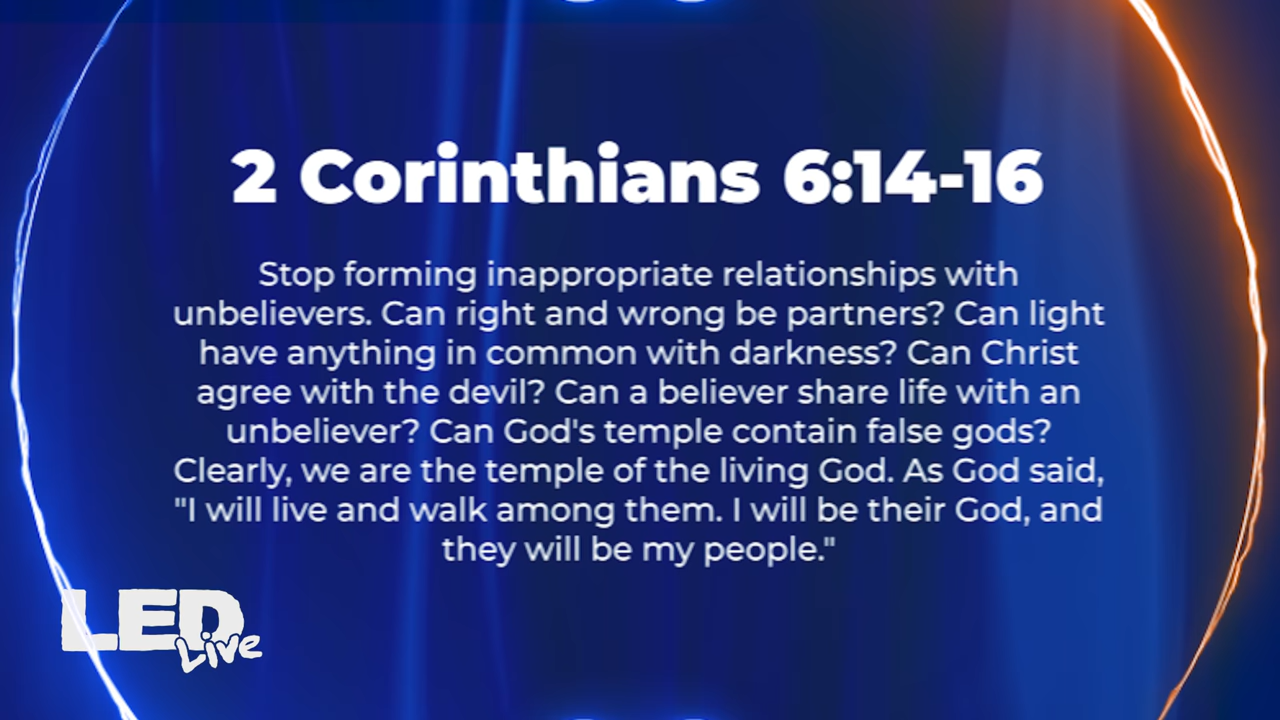 2 Corinthians 6:14-16
Stop forming inappropriate relationships with
unbelievers. Can right and wrong be partners? Can light
have anything in common with darkness? Can Christ
agree with the devil? Can a believer share life with an
unbeliever? Can God's temple contain false gods?
Clearly, we are the temple of the living God. As God said,
"I will live and walk among them. I will be their God, and
they will be my people."
LED
Live